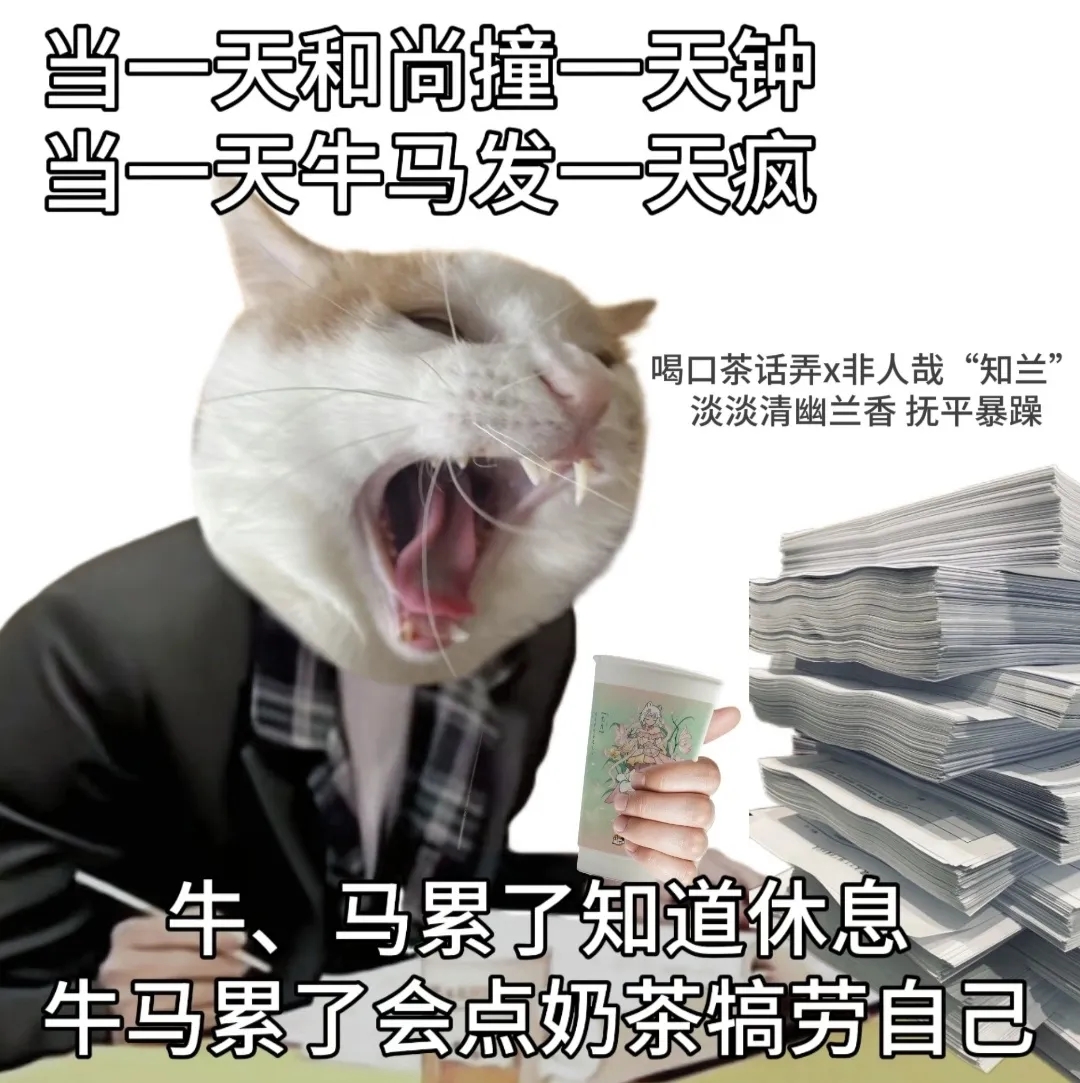 当一天和尚撞一天钟
当一天牛马发一天疯
喝口茶话弄x非人哉“知兰”
淡淡清幽兰香 抚平暴躁
牛、马累了知道休息
牛马累了会点奶茶犒劳自己